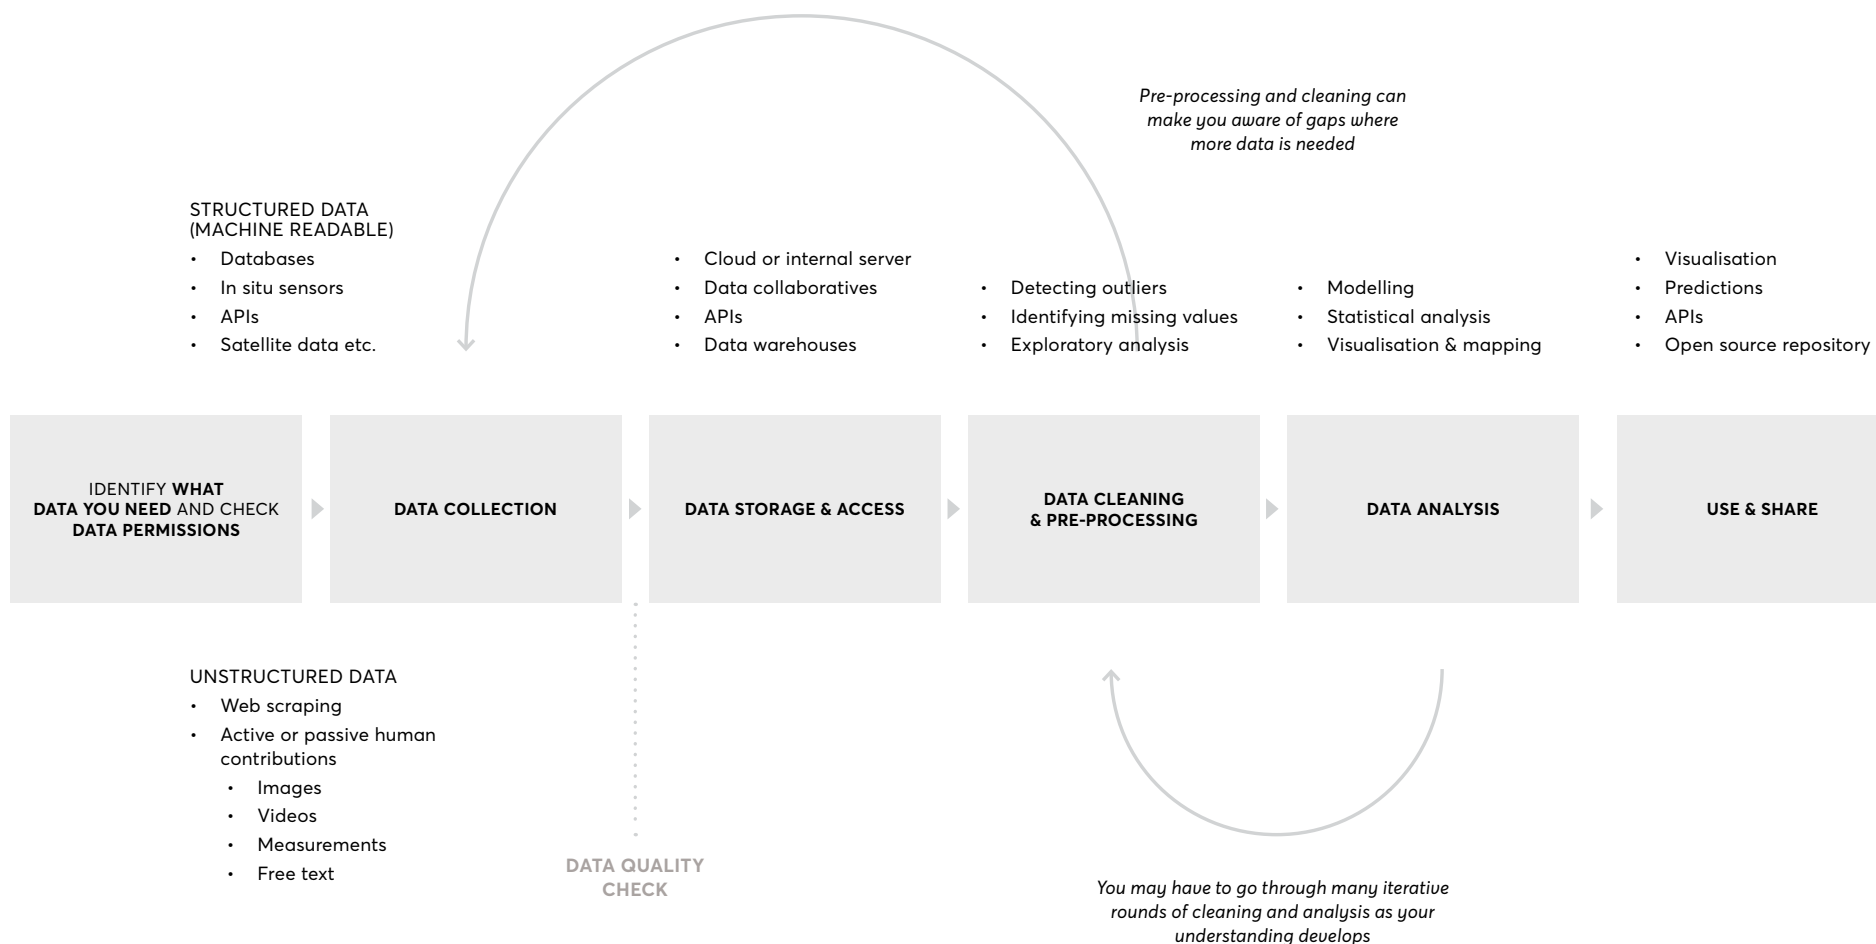 Pre-processing and cleaning can
make you aware of gaps where
more data is needed
STRUCTURED DATA
(MACHINE READABLE)
• Databases
• In situ sensors
• APIs
• Satellite data etc.
• Cloud or internal server
• Data collaboratives
• APIs
• Data warehouses
• Detecting outliers
• Identifying missing values
• Exploratory analysis
• Modelling
• Statistical analysis
• Visualisation & mapping
• Visualisation
• Predictions
• APIs
• Open source repository
IDENTIFY WHAT
DATA YOU NEED AND CHECK
DATA PERMISSIONS
DATA COLLECTION
DATA STORAGE & ACCESS
DATA CLEANING
& PRE-PROCESSING
DATA ANALYSIS
USE & SHARE
UNSTRUCTURED DATA
• Web scraping
• Active or passive human
contributions
• Images
• Videos
• Measurements
• Free text
DATA QUALITY
CHECK
You may have to go through many iterative
rounds of cleaning and analysis as your
understanding develops